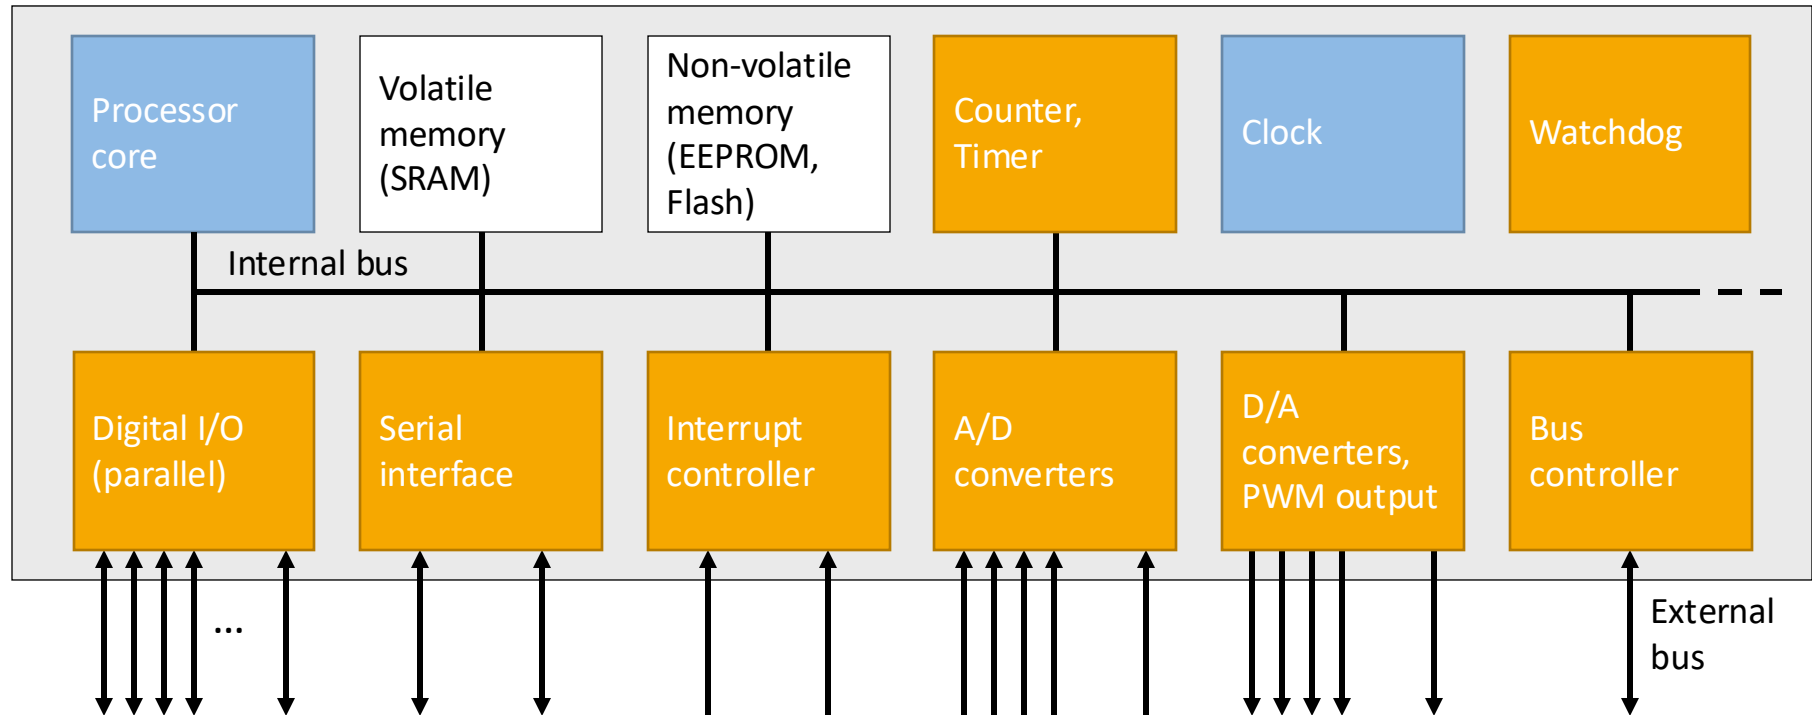 Processor
core
Volatile
memory
(SRAM)
Non-volatile
memory
(EEPROM,
Flash)
Counter,
Timer
Clock
Watchdog
Internal bus
Digital I/O
(parallel)
Serial
interface
Interrupt
controller
A/D
converters
D/A
converters,
PWM output
Bus
controller
...
External
bus